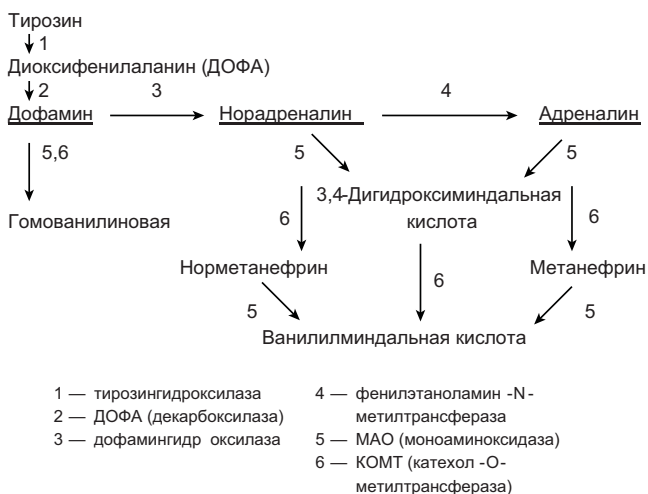 Тирозин
1
Диоксифенилаланин (ДОФА)
2
3
4
Дофамин
Норадреналин
Адреналин
5,6
5
5
3,4-Дигидроксиминдальная
кислота
Гомованилиновая
6
6
Норметанефрин
6
Метанефрин
5
5
Ванилилминдальная кислота
1 — тирозингидроксилаза
2 — ДОФА (декарбоксилаза)
3 — дофамингидр оксилаза
4 — фенилэтаноламин -N-
метилтрансфераза
5 — МАО (моноаминоксидаза)
6 — КОМТ (катехол -О-
метилтрансфераза)